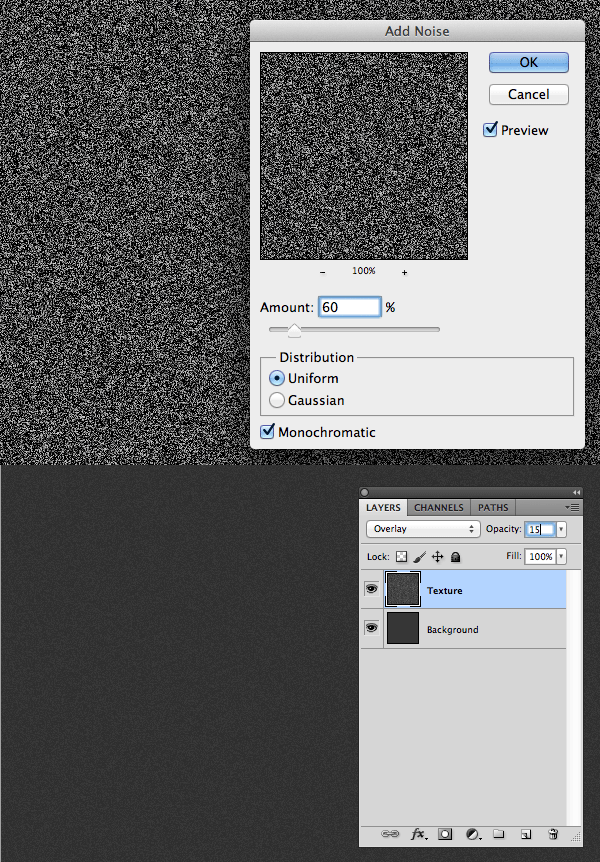 Add Noise
OK
Cancel
Preview
- 100% +
Amount: 60 %
Distribution
Uniform
Gaussian
Monochromatic
LAYERS CHANNELS PATHS
Overlay Opacity: 15
Lock: Fill: 100%
Texture
Background
fx